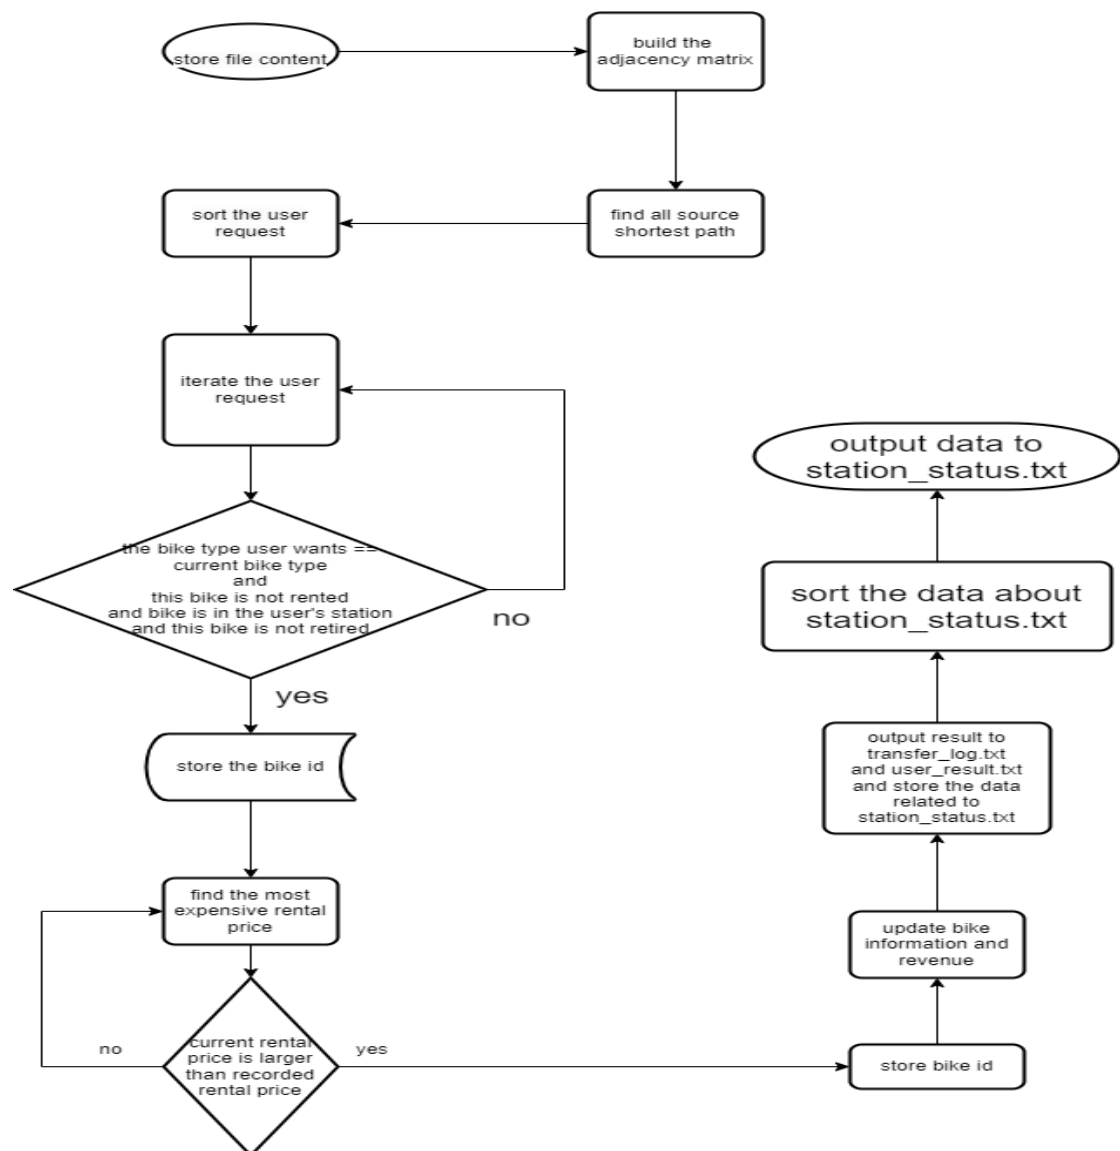 store file content
build the
adjacency matrix
find all source
shortest path
sort the user
request
iterate the user
request
the bike type user wants ==
current bike type
and
this bike is not rented
and bike is in the user's station
and this bike is not retired
no
yes
store the bike id
find the most
expensive rental
price
current rental
price is larger
than recorded
rental price
no
yes
store bike id
update bike
information and
revenue
output result to
transfer_log.txt
and user_result.txt
and store the data
related to
station_status.txt
sort the data about
station_status.txt
output data to
station_status.txt